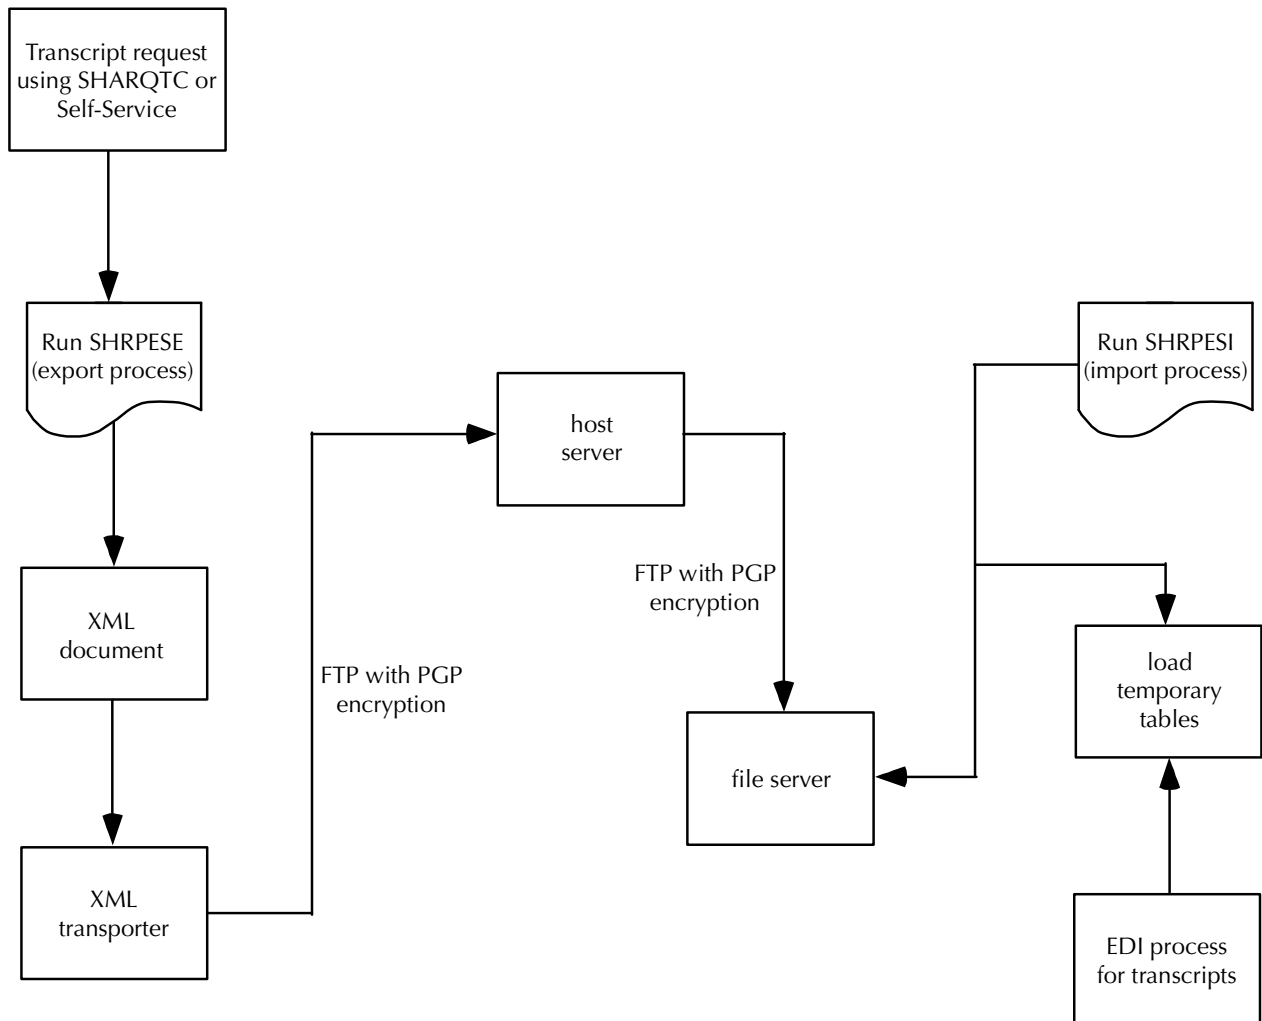 Transcript request
using SHARQTC or
Self-Service
Run SHRPESE
(export process)
XML
document
XML
transporter
FTP with PGP
encryption
host
server
FTP with PGP
encryption
file server
Run SHRPESI
(import process)
load
temporary
tables
EDI process
for transcripts